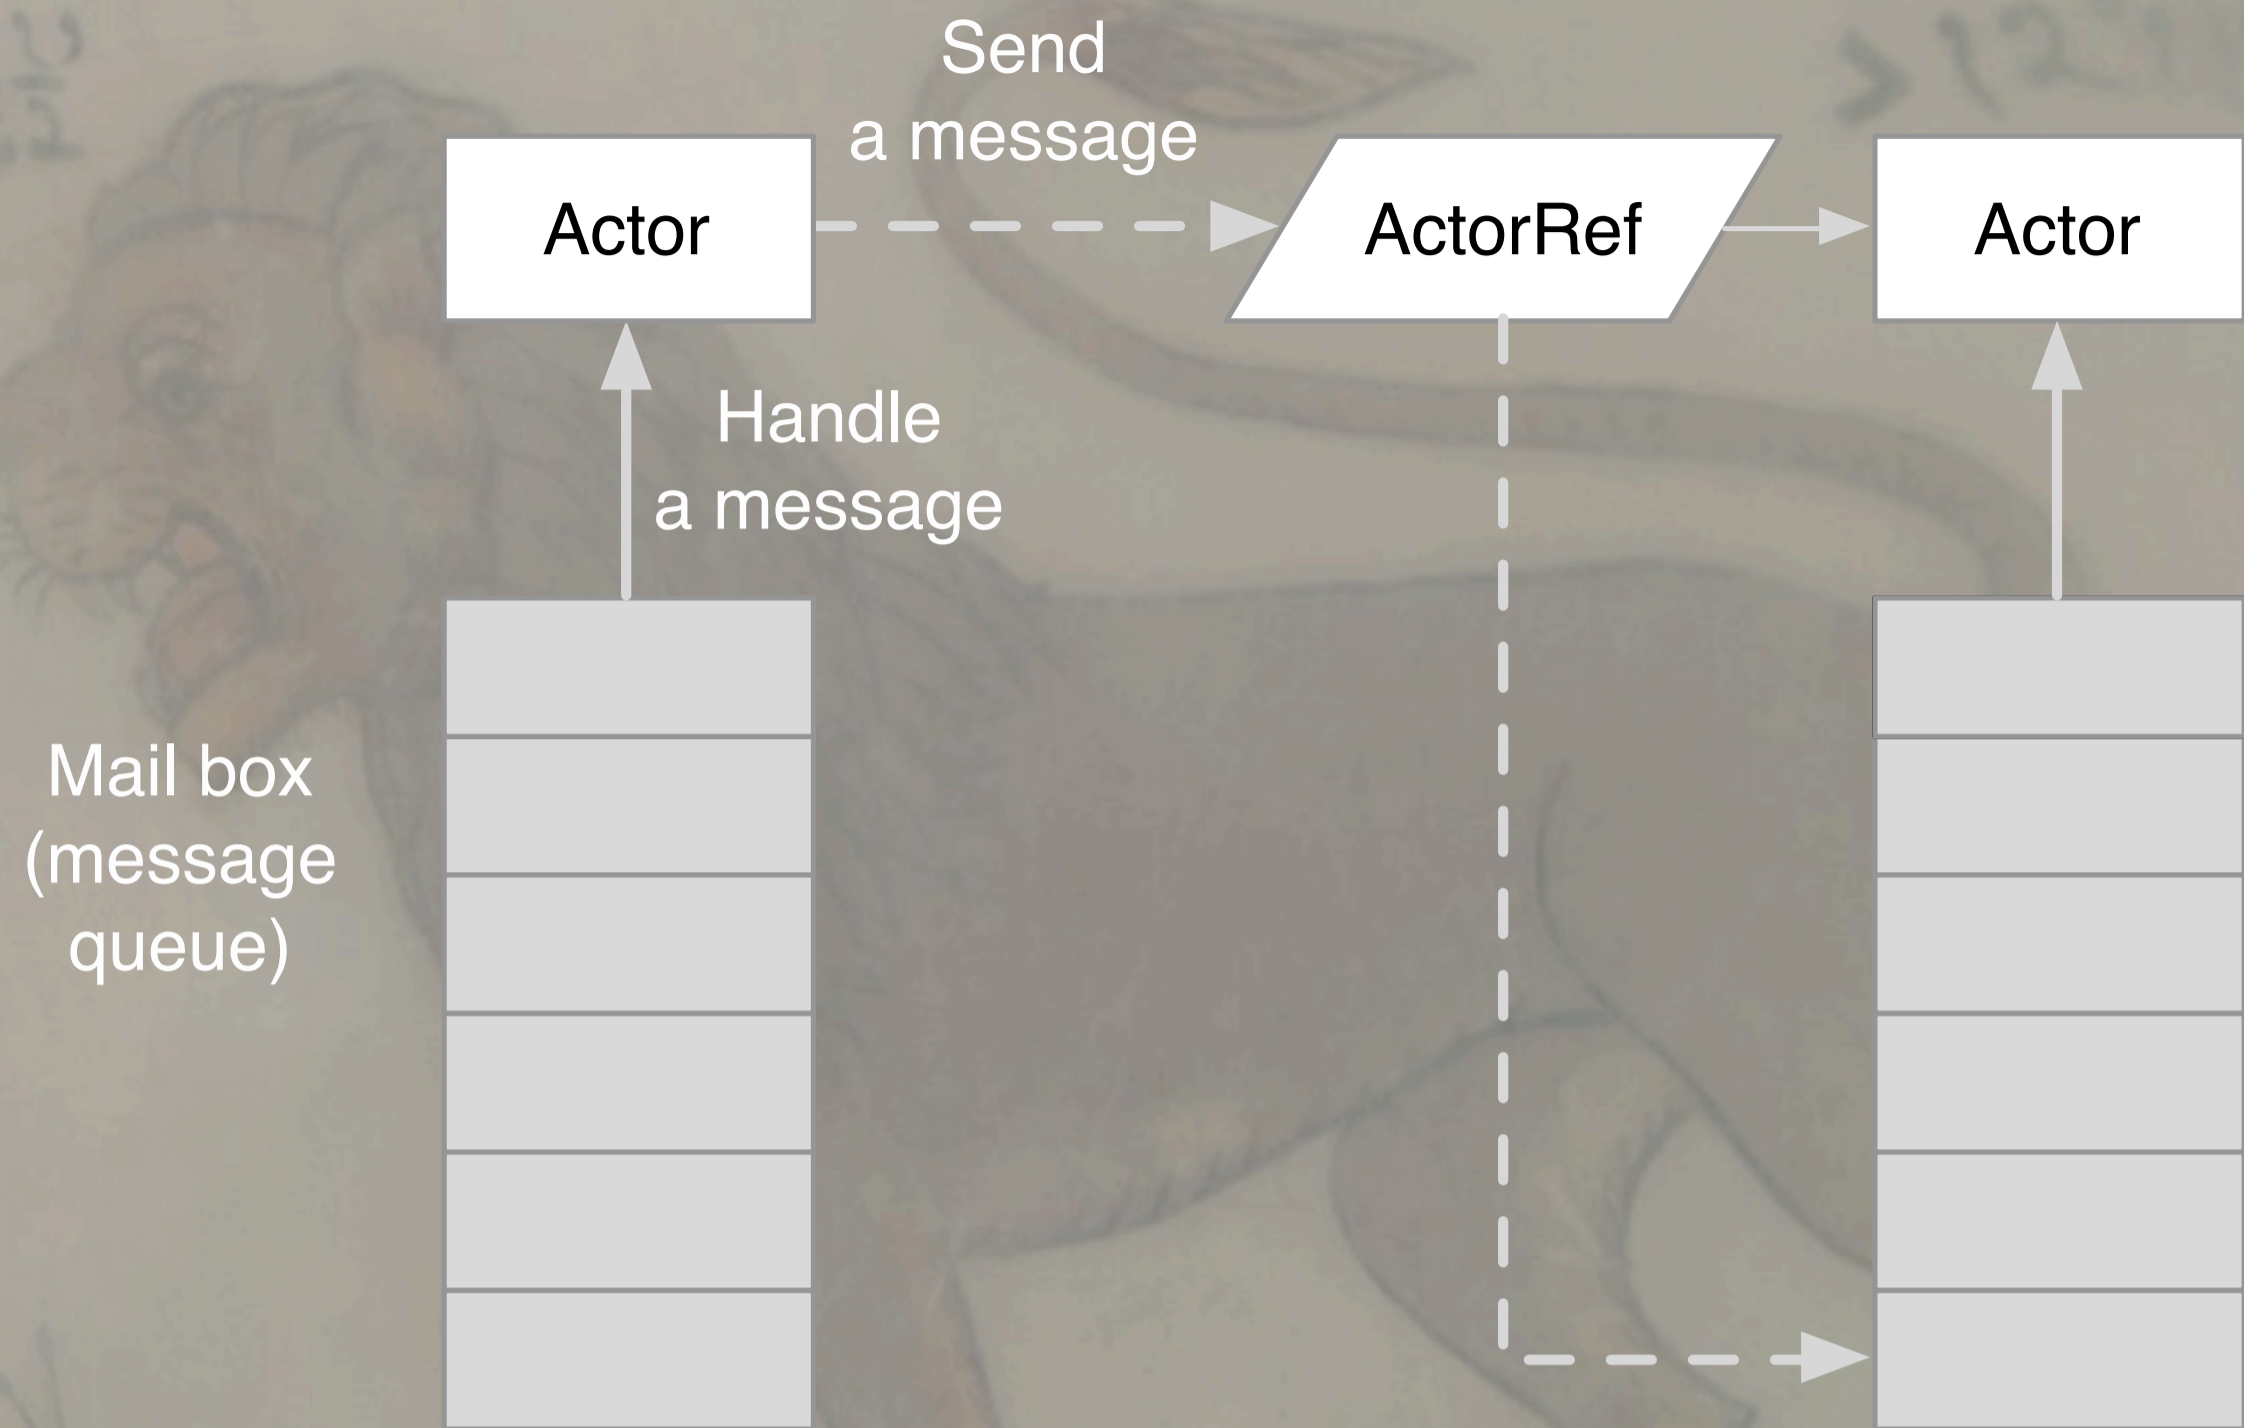 Send
a message
Actor
ActorRef
Actor
Handle
a message
Mail box
(message
queue)